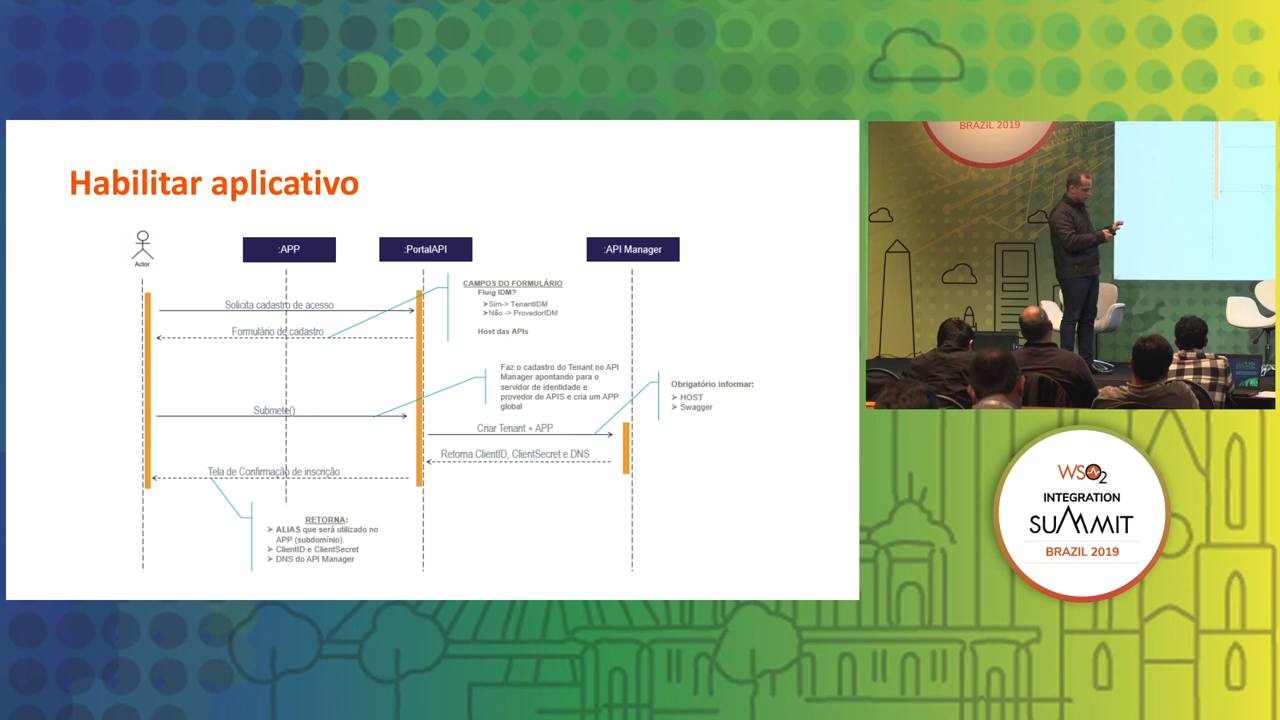 Habilitar aplicativo
Actor
:APP
:PortalAPI
:API Manager
Solicita cadastro de acesso
Formulário de cadastro
CAMPOS DO FORMULÁRIO
Fluig IDM?
➤Sim-> TenantIDM
➤Não -> ProvedorIDM
Host das APIs
Faz o cadastro do Tenant no API
Manager apontando para o
servidor de identidade e
provedor de APIS e cria um APP
global
Obrigatório informar:
➤ HOST
➤ Swagger
Submete()
Criar Tenant + APP
Retorna ClientID, ClientSecret e DNS
Tela de Confirmação de inscrição
RETORNA:
➤ ALIAS que será utilizado no
APP (subdomínio).
➤ ClientID e ClientSecret
➤ DNS do API Manager
BRAZIL 2019
WSO2
INTEGRATION
SUMMIT
BRAZIL 2019